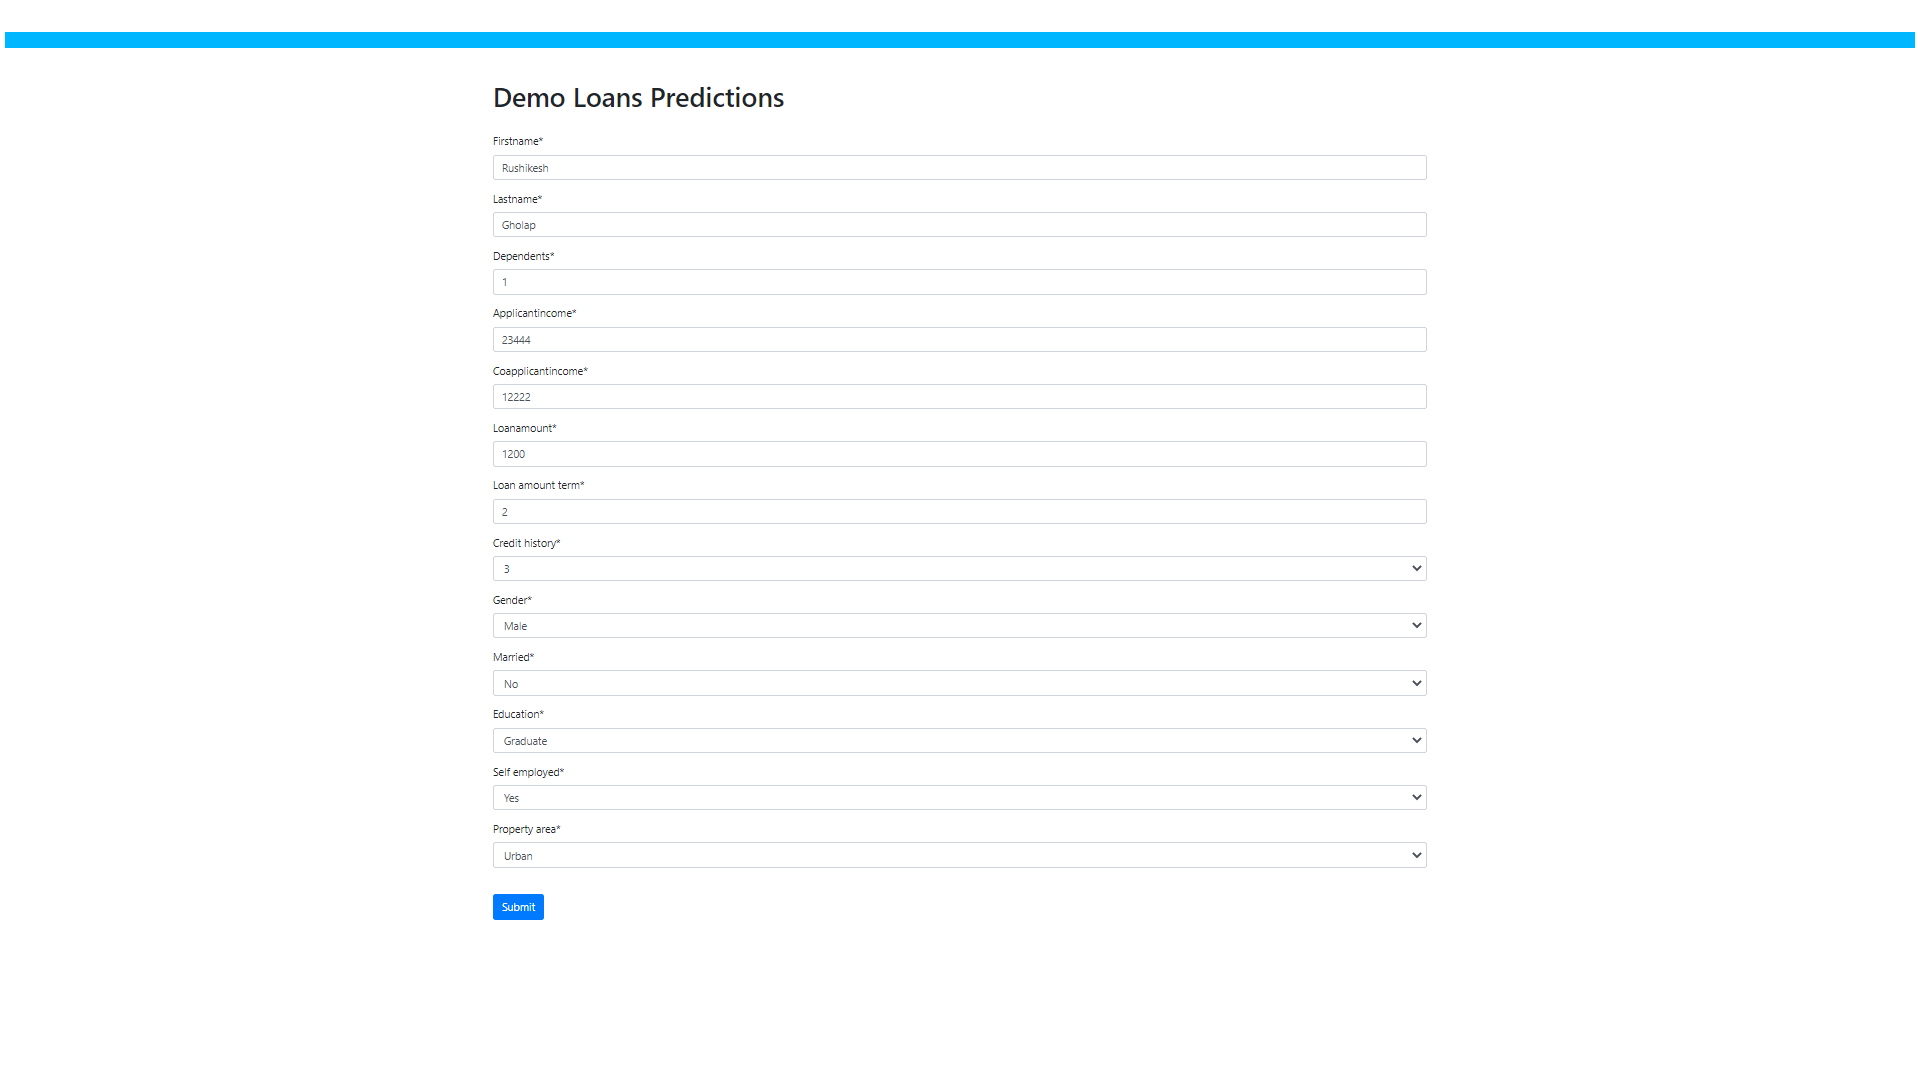 Demo Loans Predictions
Firstname*
Rushikesh
Lastname*
Gholap
Dependents*
1
Applicantincome*
23444
Coapplicantincome*
12222
Loanamount*
1200
Loan amount term*
2
Credit history*
3
Gender*
Male
Married*
No
Education*
Graduate
Self employed*
Yes
Property area*
Urban
Submit